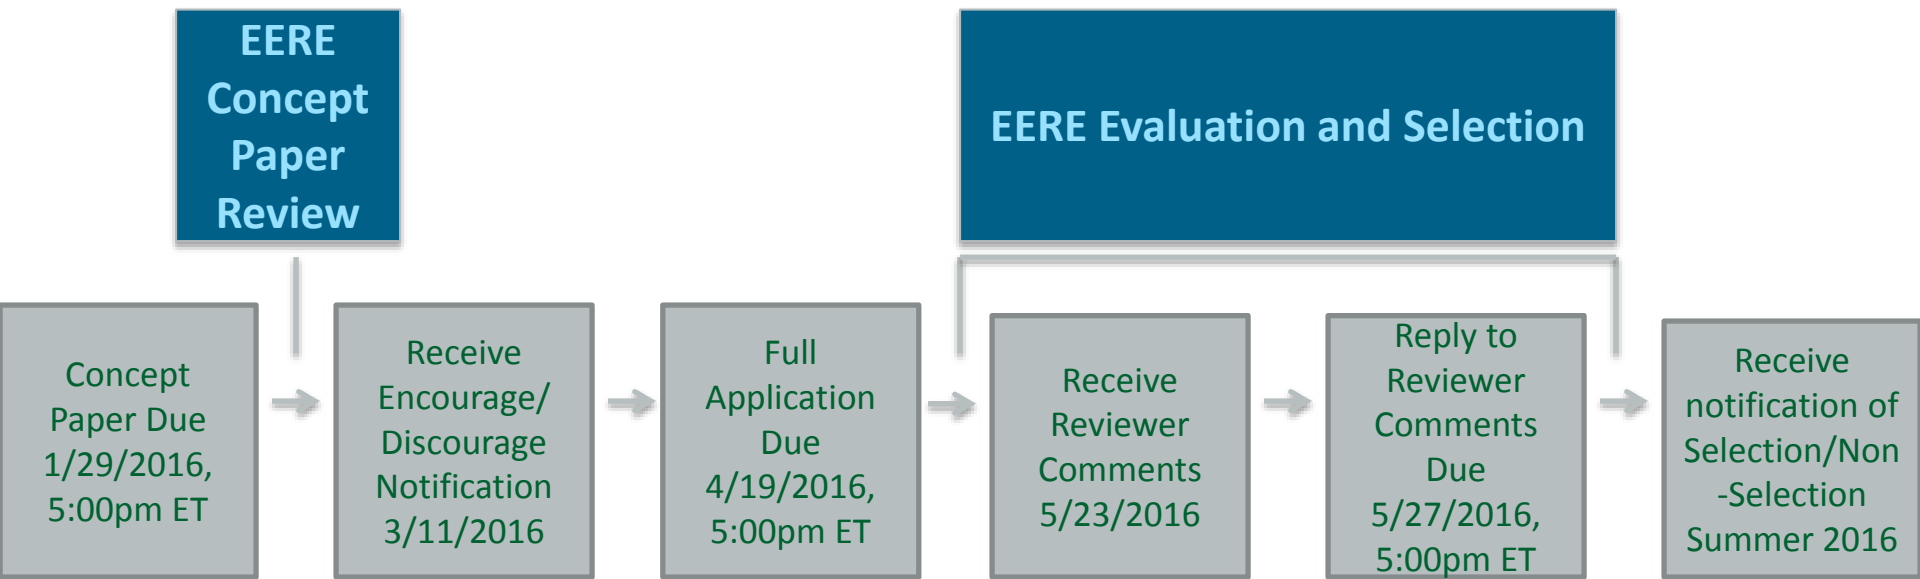 EERE
Concept
Paper
Review
EERE Evaluation and Selection
Concept
Paper Due
1/29/2016,
5:00pm ET
Receive
Encourage/
Discourage
Notification
3/11/2016
Full
Application
Due
4/19/2016,
5:00pm ET
Receive
Reviewer
Comments
5/23/2016
Reply to
Reviewer
Comments
Due
5/27/2016,
5:00pm ET
Receive
notification of
Selection/Non
-Selection
Summer 2016